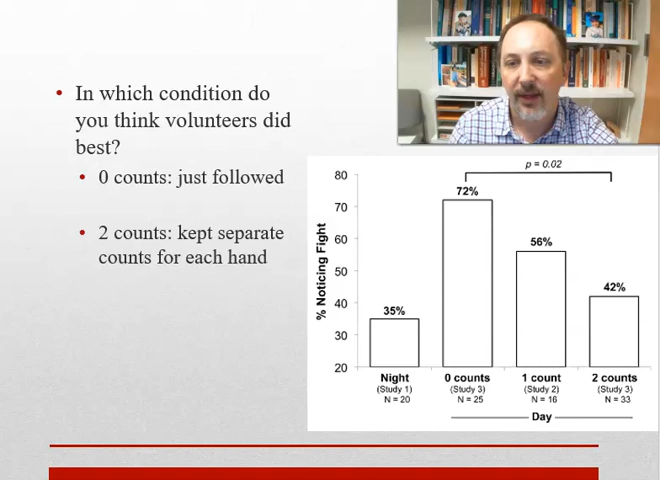 • In which condition do
you think volunteers did
best?
• 0 counts: just followed
• 2 counts: kept separate
counts for each hand
p = 0.02
80
70
60
50
40
30
20
% Noticing Fight
35%
72%
56%
42%
Night
(Study 1)
N = 20
0 counts
(Study 3)
N = 25
1 count
(Study 2)
N = 16
2 counts
(Study 3)
N = 33
Day